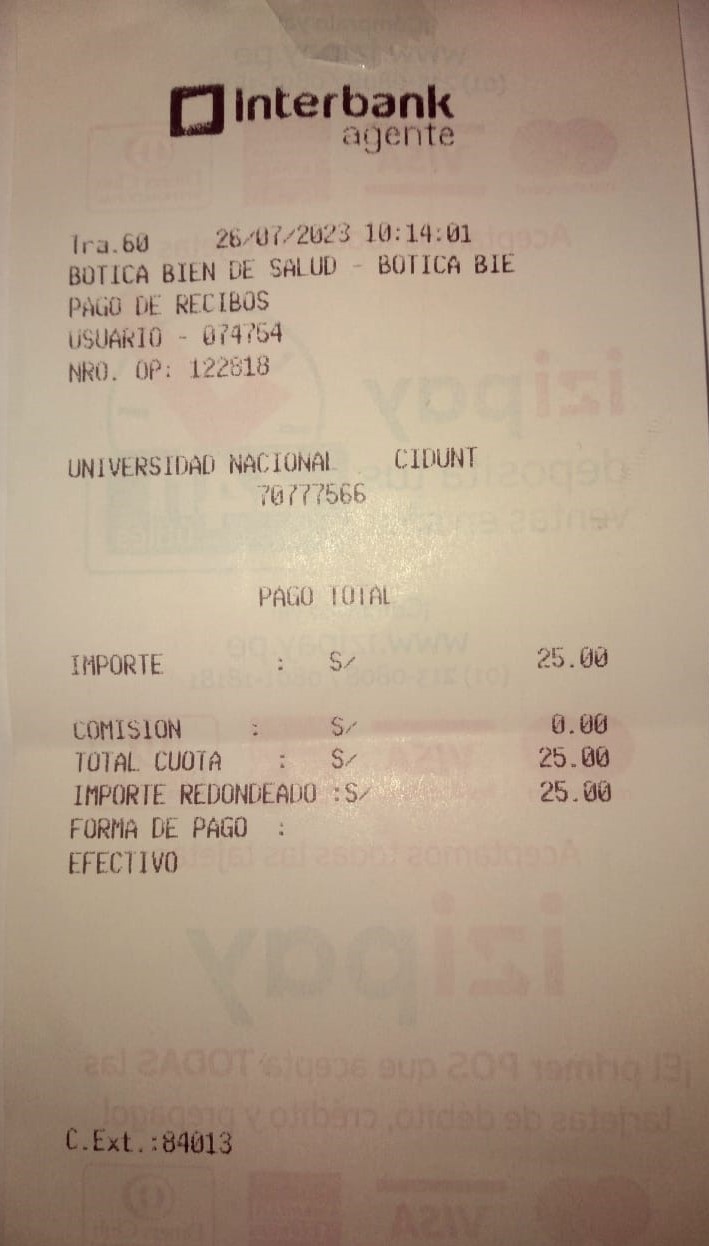 Interbank
agente
Tra.60 26/07/2023 10:14:01
BOTICA BIEN DE SALUD - BOTICA BIE
PAGO DE RECIBOS
USUARIO - 074754
NRO. OP: 122818
UNIVERSIDAD NACIONAL CIDUNT
70777566
PAGO TOTAL
IMPORTE : S/ 25.00
COMISION : S/ 0.00
TOTAL CUOTA : S/ 25.00
IMPORTE REDONDEADO :S/ 25.00
FORMA DE PAGO :
EFECTIVO
C.Ext.:84013